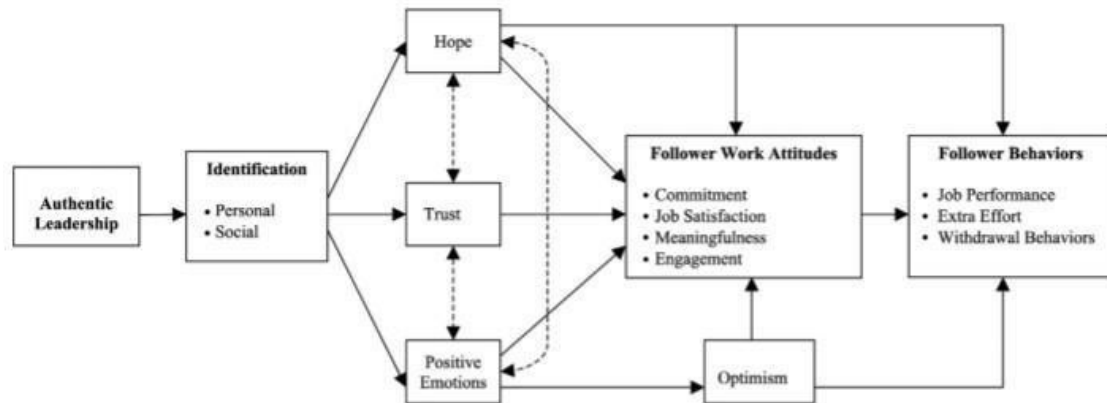 Hope
Authentic
Leadership
Identification
• Personal
• Social
Trust
Positive
Emotions
Follower Work Attitudes
• Commitment
• Job Satisfaction
• Meaningfulness
• Engagement
Optimism
Follower Behaviors
• Job Performance
• Extra Effort
• Withdrawal Behaviors